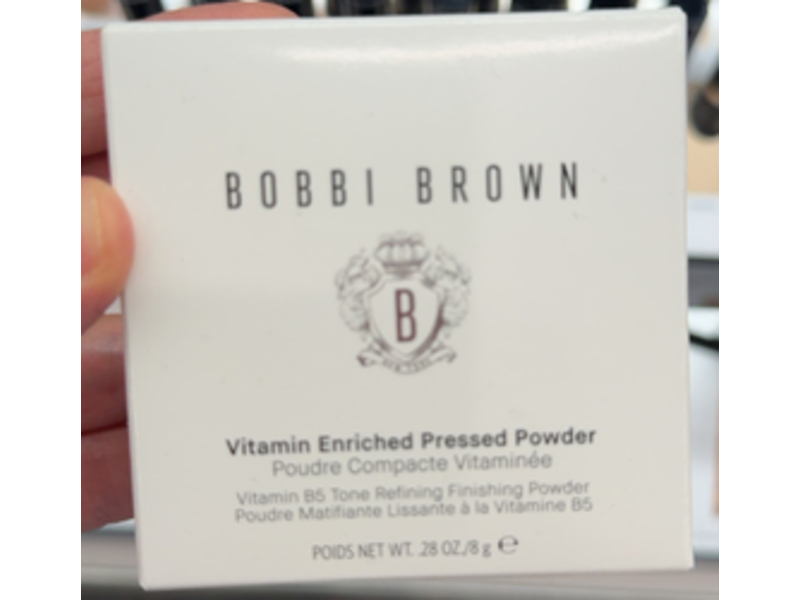 BOBBI BROWN
B
Vitamin Enriched Pressed Powder
Poudre Compacte Vitaminée
Vitamin B5 Tone Refining Finishing Powder
Poudre Matifiante Lissante à la Vitamine B5
POIDS NET WT. .28 OZ./8 g ℮